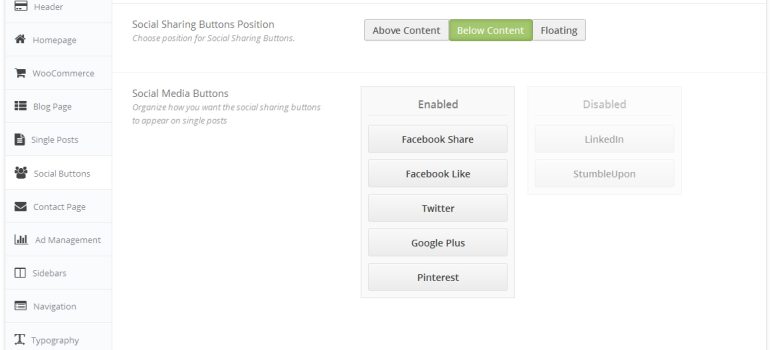 Header
Homepage
WooCommerce
Blog Page
Single Posts
Social Buttons
Contact Page
Ad Management
Sidebars
Navigation
Typography
Social Sharing Buttons Position
Choose position for Social Sharing Buttons.
Above Content Below Content Floating
Social Media Buttons
Organize how you want the social sharing buttons
to appear on single posts
Enabled
Facebook Share
Facebook Like
Twitter
Google Plus
Pinterest
Disabled
LinkedIn
StumbleUpon